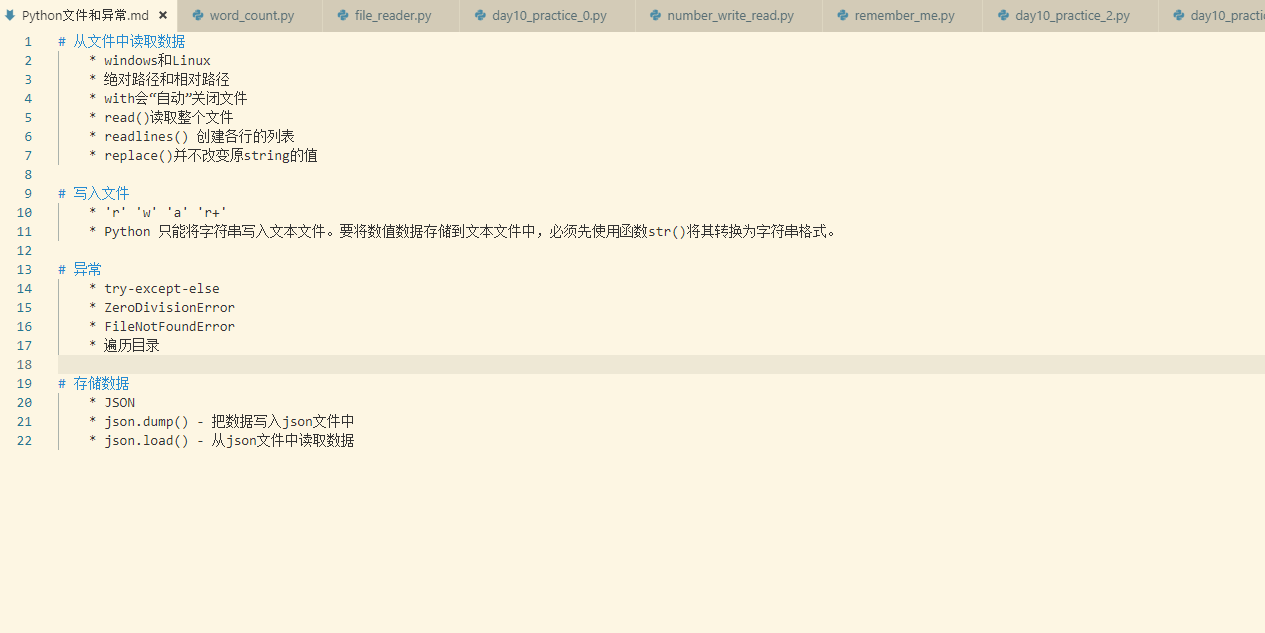 Python文件和异常.md × word_count.py file_reader.py day10_practice_0.py number_write_read.py remember_me.py day10_practice_2.py day10_practi
1 # 从文件中读取数据
2 * windows和Linux
3 * 绝对路径和相对路径
4 * with会“自动”关闭文件
5 * read()读取整个文件
6 * readlines() 创建各行的列表
7 * replace()并不改变原string的值
8
9 # 写入文件
10 * 'r' 'w' 'a' 'r+'
11 * Python 只能将字符串写入文本文件。要将数值数据存储到文本文件中，必须先使用函数str()将其转换为字符串格式。
12
13 # 异常
14 * try-except-else
15 * ZeroDivisionError
16 * FileNotFoundError
17 * 遍历目录
18
19 # 存储数据
20 * JSON
21 * json.dump() - 把数据写入json文件中
22 * json.load() - 从json文件中读取数据